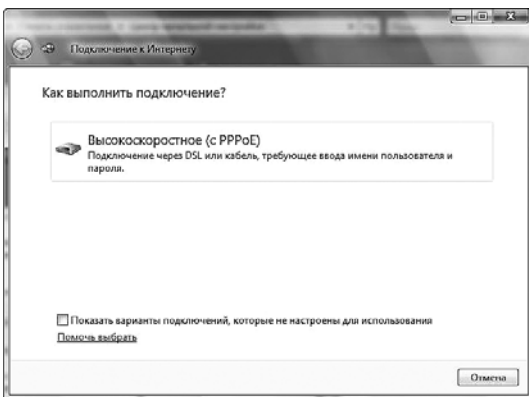 Подключение к Интернету
Как выполнить подключение?
Высокоскоростное (с PPPoE)
Подключение через DSL или кабель, требующее ввода имени пользователя и
пароля.
Показать варианты подключений, которые не настроены для использования
Помочь выбрать
Отмена